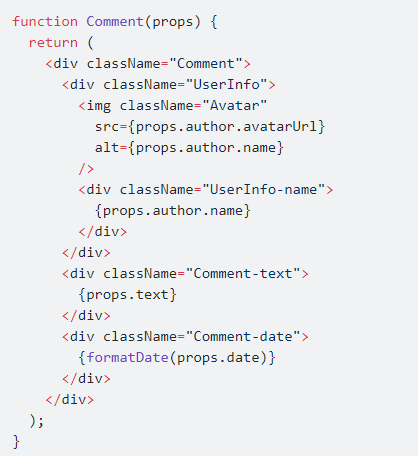 function Comment(props) {
  return (
    <div className="Comment">
      <div className="UserInfo">
        <img className="Avatar"
          src={props.author.avatarUrl}
          alt={props.author.name}
        />
        <div className="UserInfo-name">
          {props.author.name}
        </div>
      </div>
      <div className="Comment-text">
        {props.text}
      </div>
      <div className="Comment-date">
        {formatDate(props.date)}
      </div>
    </div>
  );
}